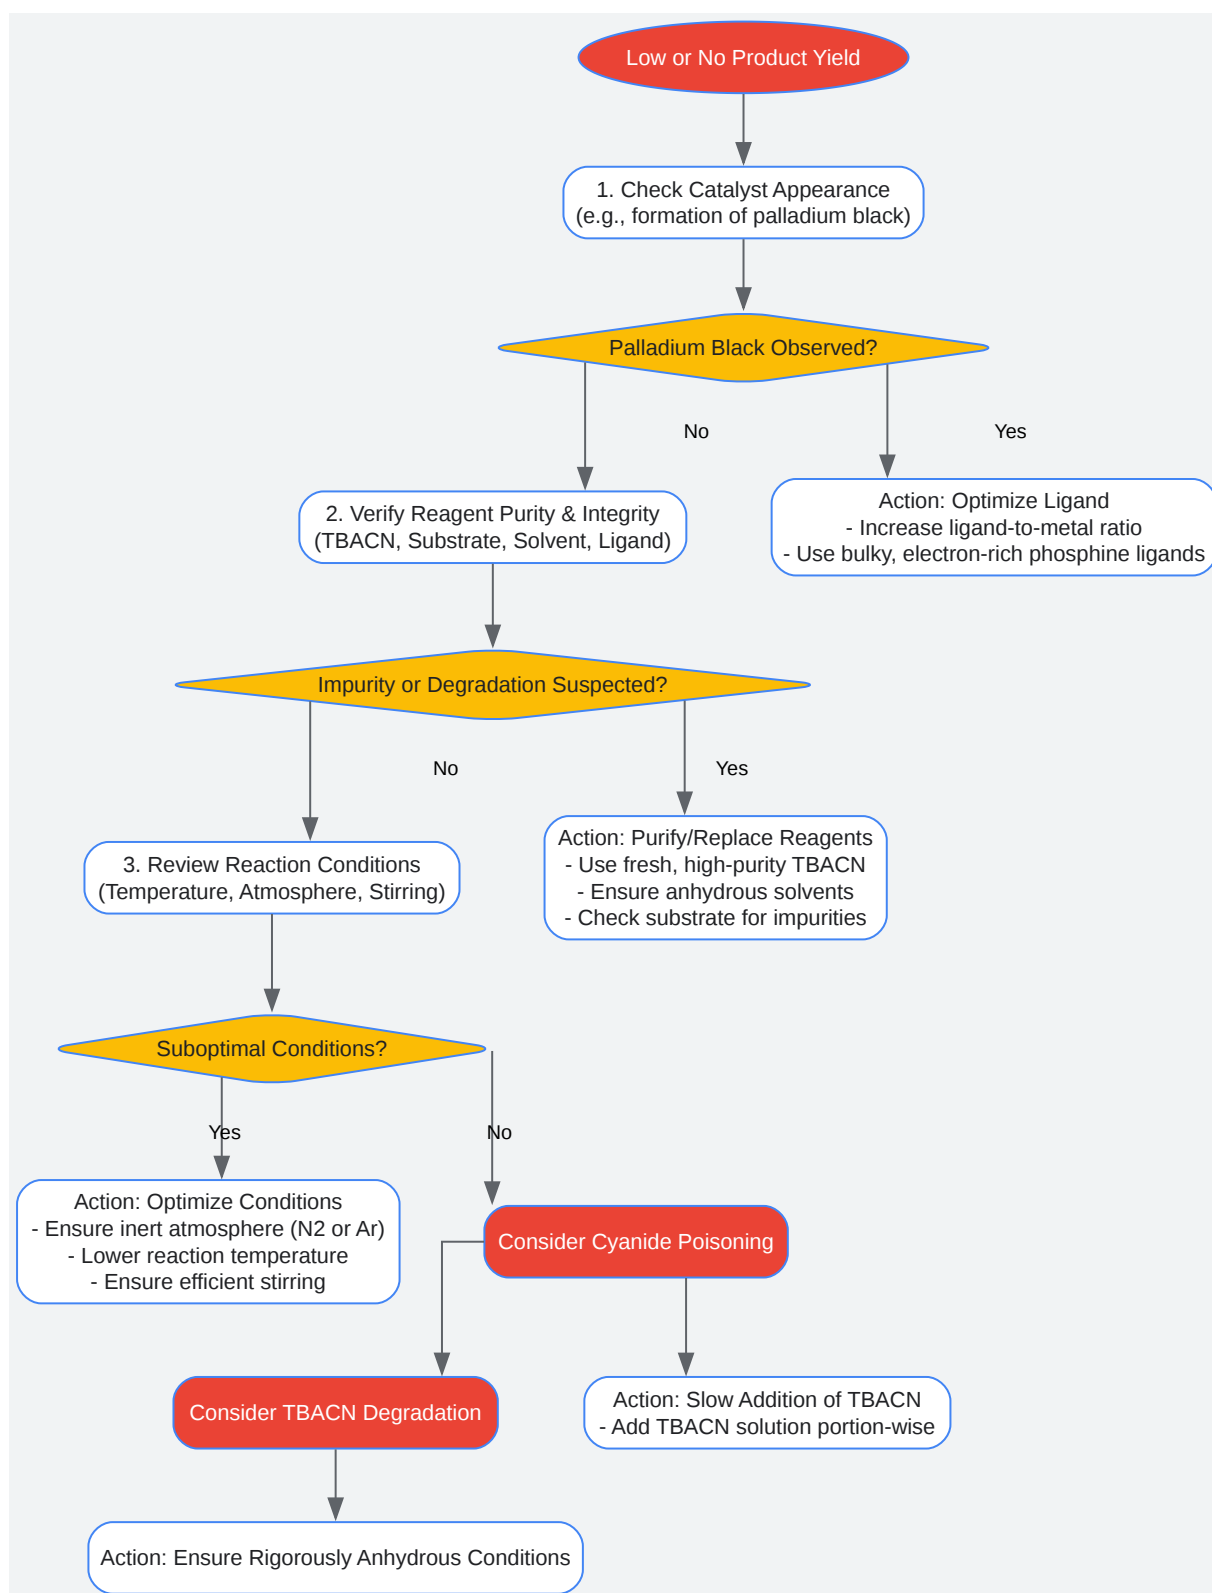 Low or No Product Yield
1. Check Catalyst Appearance
(e.g., formation of palladium black)
Palladium Black Observed?
No
Yes
2. Verify Reagent Purity & Integrity
(TBACN, Substrate, Solvent, Ligand)
Action: Optimize Ligand
- Increase ligand-to-metal ratio
- Use bulky, electron-rich phosphine ligands
Impurity or Degradation Suspected?
No
Yes
3. Review Reaction Conditions
(Temperature, Atmosphere, Stirring)
Action: Purify/Replace Reagents
- Use fresh, high-purity TBACN
- Ensure anhydrous solvents
- Check substrate for impurities
Suboptimal Conditions?
Yes
No
Action: Optimize Conditions
- Ensure inert atmosphere (N2 or Ar)
- Lower reaction temperature
- Ensure efficient stirring
Consider Cyanide Poisoning
Consider TBACN Degradation
Action: Slow Addition of TBACN
- Add TBACN solution portion-wise
Action: Ensure Rigorously Anhydrous Conditions